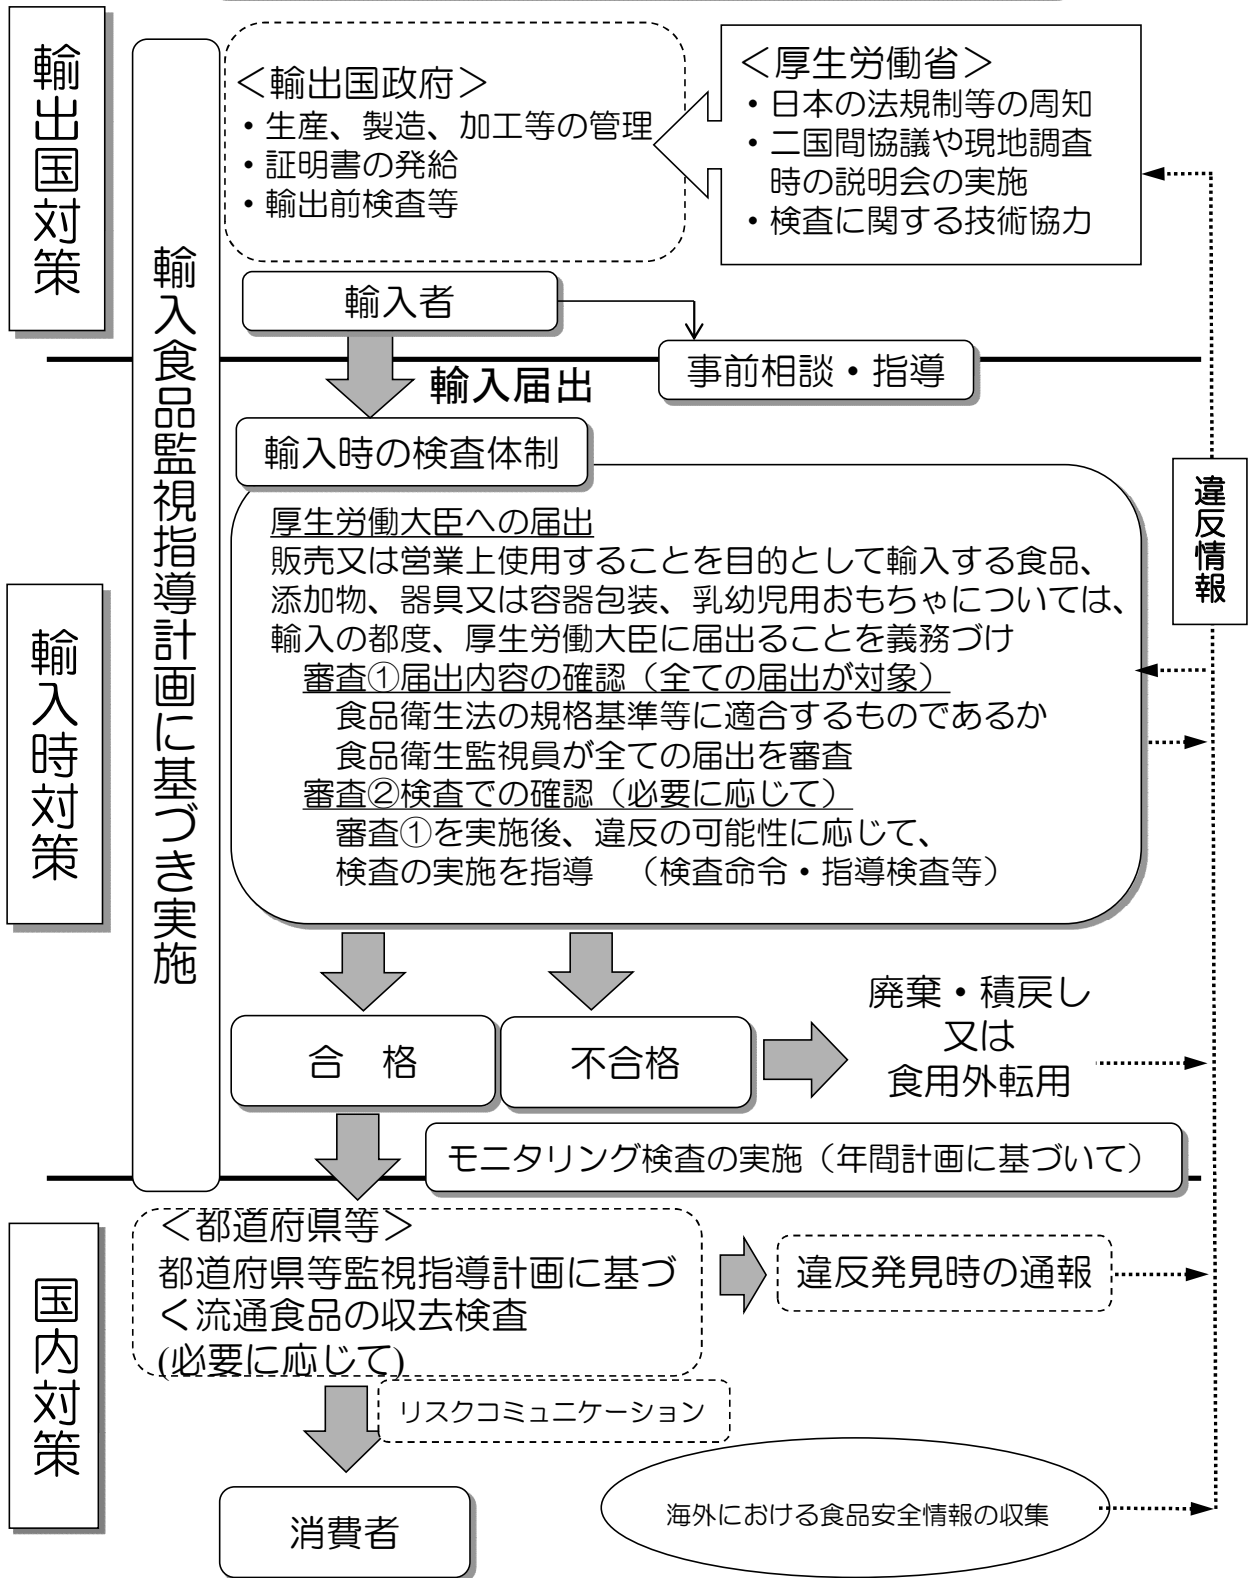 輸出国対策
輸入食品監視指導計画に基づき実施
＜輸出国政府＞
・生産、製造、加工等の管理
・証明書の発給
・輸出前検査等
＜厚生労働省＞
・日本の法規制等の周知
・二国間協議や現地調査
時の説明会の実施
・検査に関する技術協力
輸入者
事前相談・指導
輸入届出
輸入時対策
輸入時の検査体制
厚生労働大臣への届出
販売又は営業上使用することを目的として輸入する食品、
添加物、器具又は容器包装、乳幼児用おもちゃについては、
輸入の都度、厚生労働大臣に届出ることを義務づけ
審査①届出内容の確認（全ての届出が対象）
食品衛生法の規格基準等に適合するものであるか
食品衛生監視員が全ての届出を審査
審査②検査での確認（必要に応じて）
審査①を実施後、違反の可能性に応じて、
検査の実施を指導　（検査命令・指導検査等）
違反情報
合　格
不合格
廃棄・積戻し
又は
食用外転用
モニタリング検査の実施（年間計画に基づいて）
国内対策
＜都道府県等＞
都道府県等監視指導計画に基づ
く流通食品の収去検査
(必要に応じて)
違反発見時の通報
リスクコミュニケーション
消費者
海外における食品安全情報の収集